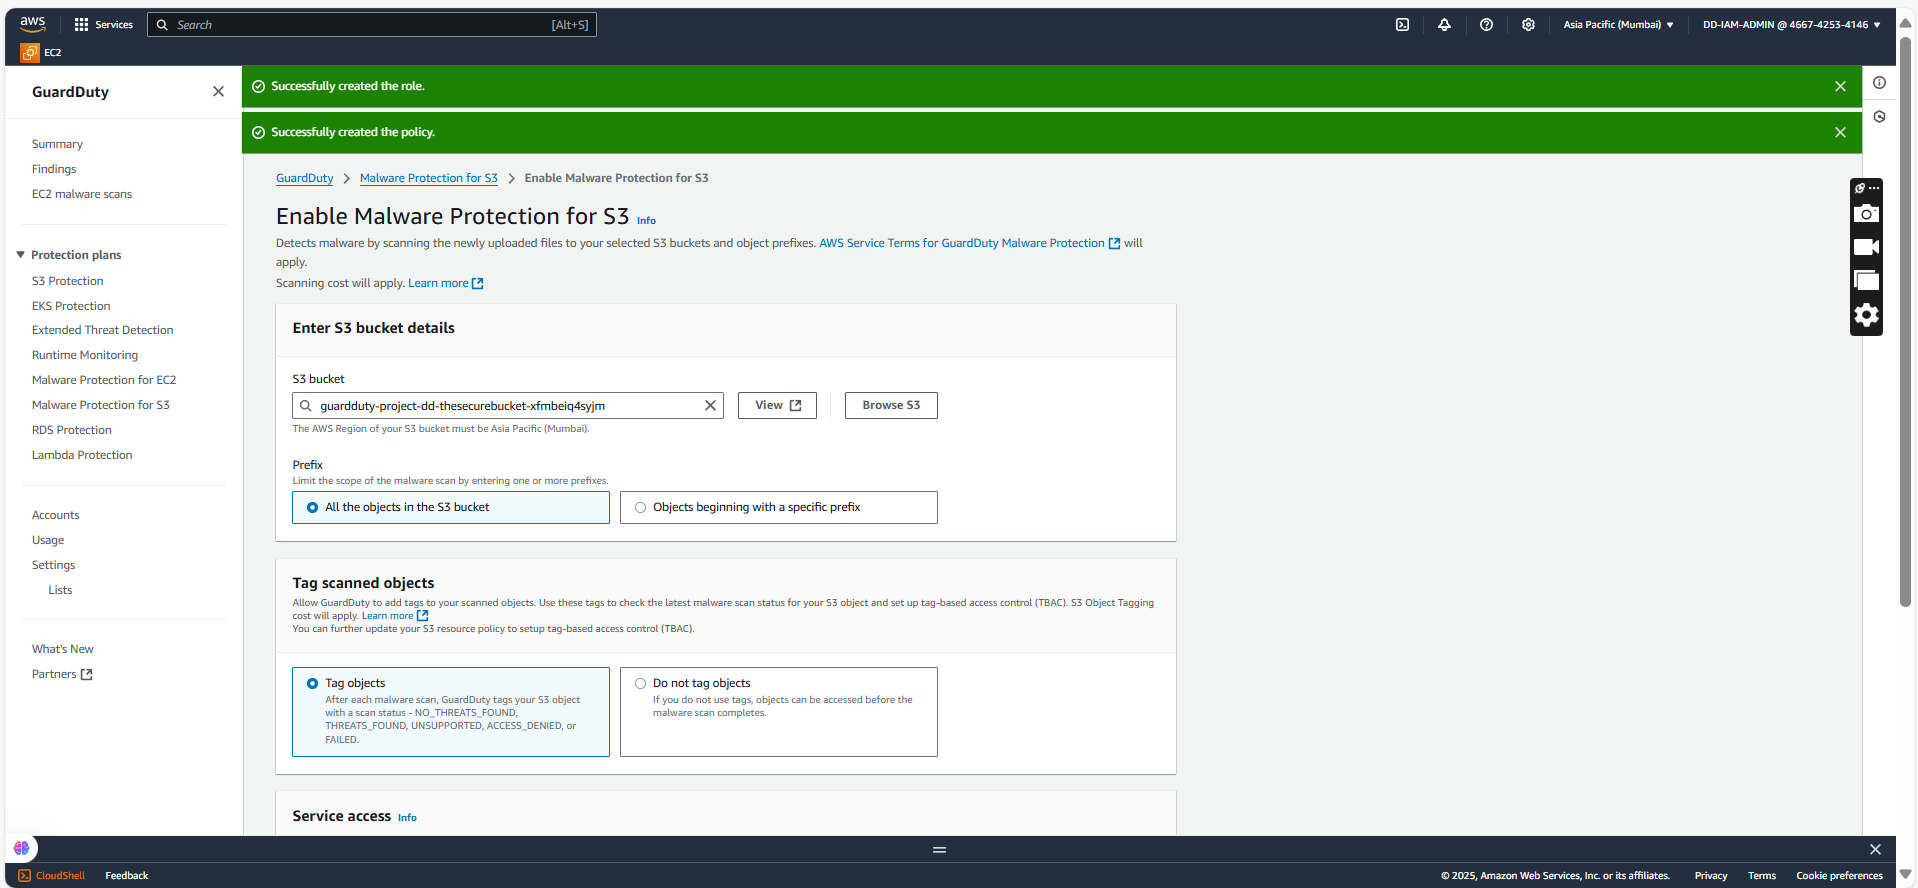 aws
Services
Search
[Alt+S]
Asia Pacific (Mumbai)
DD-IAM-ADMIN @ 4667-4253-4146
EC2
GuardDuty
Summary
Findings
EC2 malware scans
Protection plans
S3 Protection
EKS Protection
Extended Threat Detection
Runtime Monitoring
Malware Protection for EC2
Malware Protection for S3
RDS Protection
Lambda Protection
Accounts
Usage
Settings
Lists
What's New
Partners
Successfully created the role.
Successfully created the policy.
GuardDuty > Malware Protection for S3 > Enable Malware Protection for S3
Enable Malware Protection for S3 Info
Detects malware by scanning the newly uploaded files to your selected S3 buckets and object prefixes. AWS Service Terms for GuardDuty Malware Protection will
apply.
Scanning cost will apply. Learn more
Enter S3 bucket details
S3 bucket
guardduty-project-dd-thesecurebucket-xfmbeiq4syjm
View
Browse S3
The AWS Region of your S3 bucket must be Asia Pacific (Mumbai).
Prefix
Limit the scope of the malware scan by entering one or more prefixes.
All the objects in the S3 bucket
Objects beginning with a specific prefix
Tag scanned objects
Allow GuardDuty to add tags to your scanned objects. Use these tags to check the latest malware scan status for your S3 object and set up tag-based access control (TBAC). S3 Object Tagging
cost will apply. Learn more
You can further update your S3 resource policy to setup tag-based access control (TBAC).
Tag objects
After each malware scan, GuardDuty tags your S3 object
with a scan status - NO_THREATS_FOUND,
THREATS_FOUND, UNSUPPORTED, ACCESS_DENIED, or
FAILED.
Do not tag objects
If you do not use tags, objects can be accessed before the
malware scan completes.
Service access Info
CloudShell
Feedback
© 2025, Amazon Web Services, Inc. or its affiliates.
Privacy
Terms
Cookie preferences